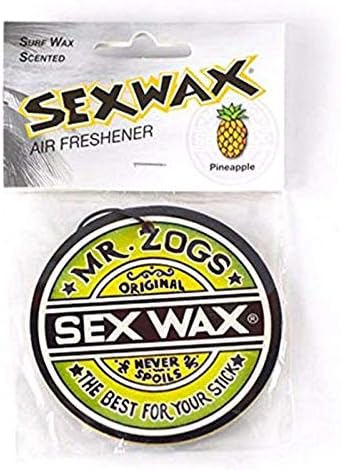 SURF WAX
SCENTED
SEXWAX®
AIR FRESHENER
Pineapple
MR. ZOGS
ORIGINAL
SEX WAX®
NEVER
SPOILS
THE BEST FOR YOUR STICK